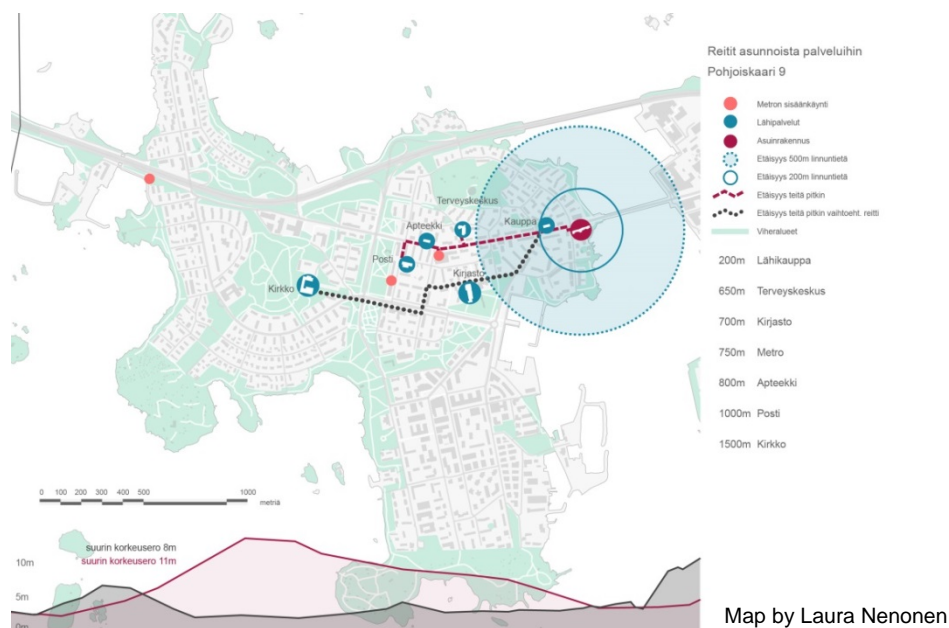 Reitit asunnoista palveluihin
Pohjoiskaari 9
Metron sisäänkäynti
Lähipalvelut
Asuinrakennus
Etäisyys 500m linnuntietä
Etäisyys 200m linnuntietä
Etäisyys teitä pitkin
Etäisyys teitä pitkin vaihtoeht. reitti
Viheralueet
200m Lähikauppa
650m Terveyskeskus
700m Kirjasto
750m Metro
800m Apteekki
1000m Posti
1500m Kirkko
Terveyskeskus
Kauppa
Apteekki
Posti
Kirjasto
Kirkko
0 100 200 300 400 500 1000
metriä
suurin korkeusero 8m
suurin korkeusero 11m
10m
5m
0m
Map by Laura Nenonen